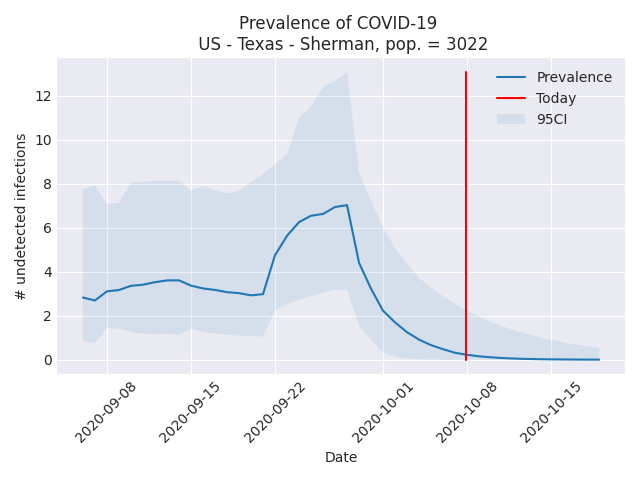 Prevalence of COVID-19
US - Texas - Sherman, pop. = 3022
# undetected infections
12
10
8
6
4
2
0
Prevalence
Today
95CI
2020-09-08
2020-09-15
2020-09-22
2020-10-01
2020-10-08
2020-10-15
Date